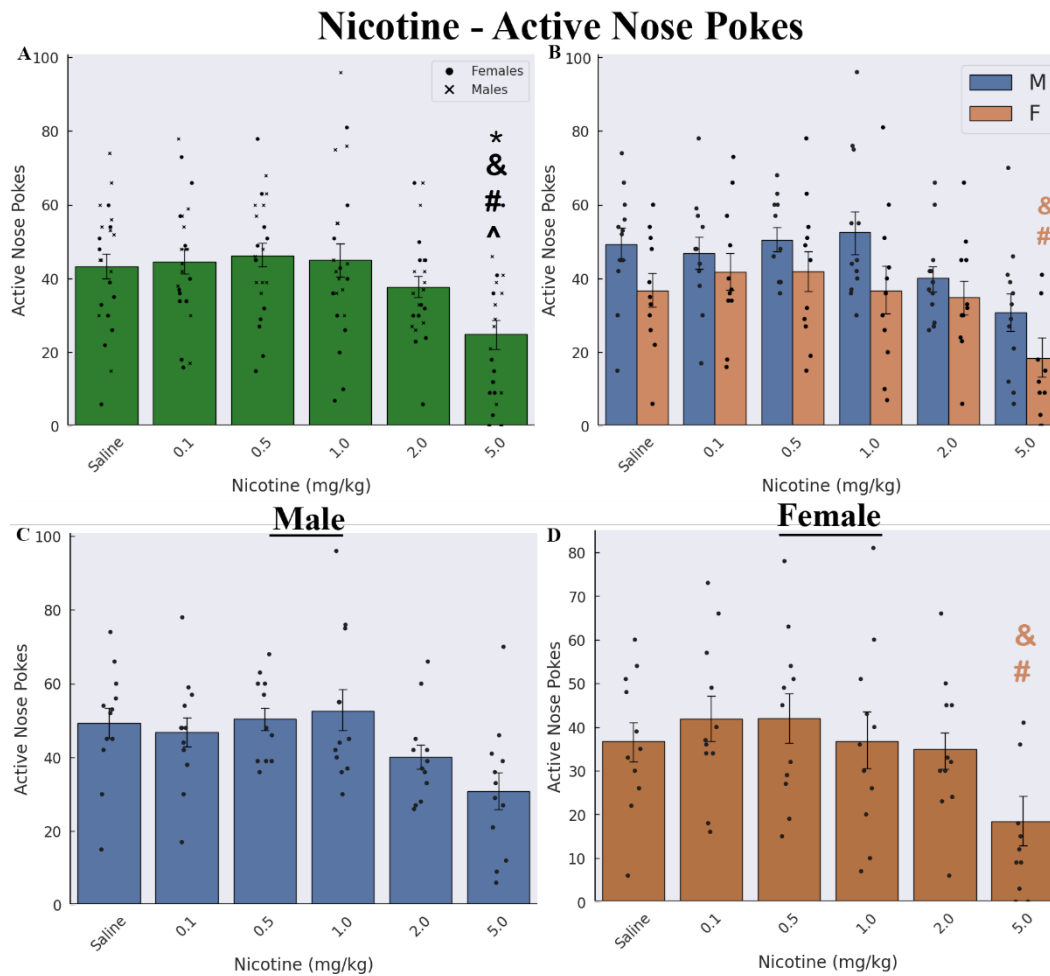 Nicotine - Active Nose Pokes
A
100
80
60
40
20
0
Active Nose Pokes
Females
Males
*
&
#
^
Saline
0.1
0.5
1.0
2.0
5.0
Nicotine (mg/kg)
B
100
80
60
40
20
0
Active Nose Pokes
M
F
&
#
Saline
0.1
0.5
1.0
2.0
5.0
Nicotine (mg/kg)
C
Male
100
80
60
40
20
0
Active Nose Pokes
Saline
0.1
0.5
1.0
2.0
5.0
Nicotine (mg/kg)
D
Female
80
70
60
50
40
30
20
10
0
Active Nose Pokes
&
#
Saline
0.1
0.5
1.0
2.0
5.0
Nicotine (mg/kg)